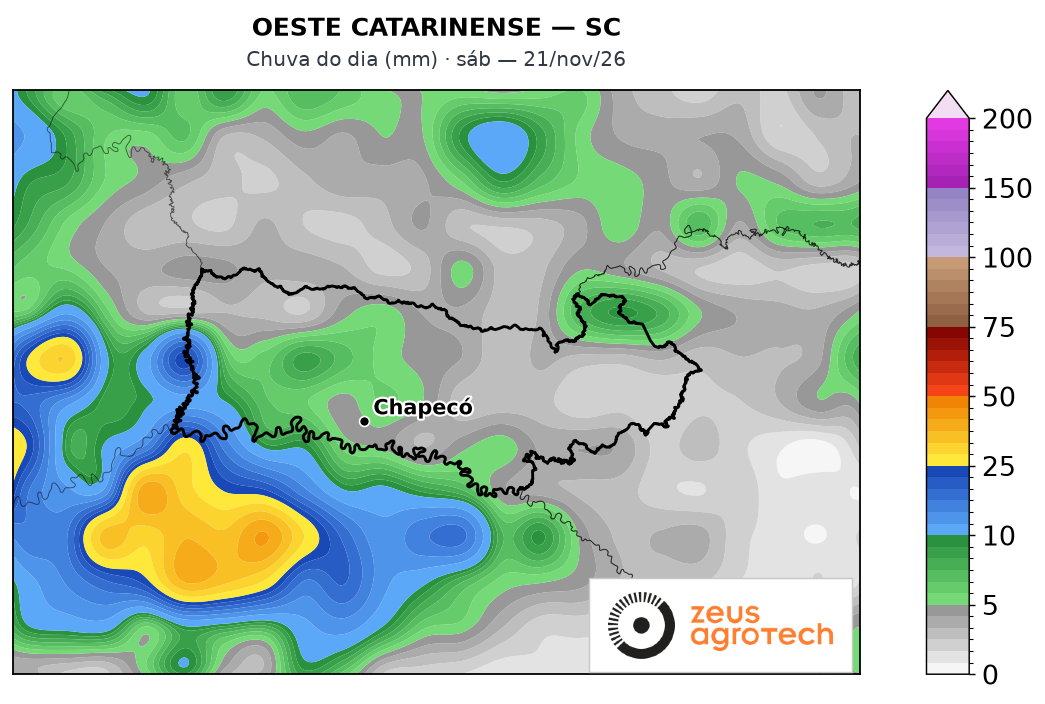 OESTE CATARINENSE — SC
Chuva do dia (mm) · sáb — 21/nov/26
200
150
100
75
50
25
10
5
0
Chapecó
zeus
agrotech